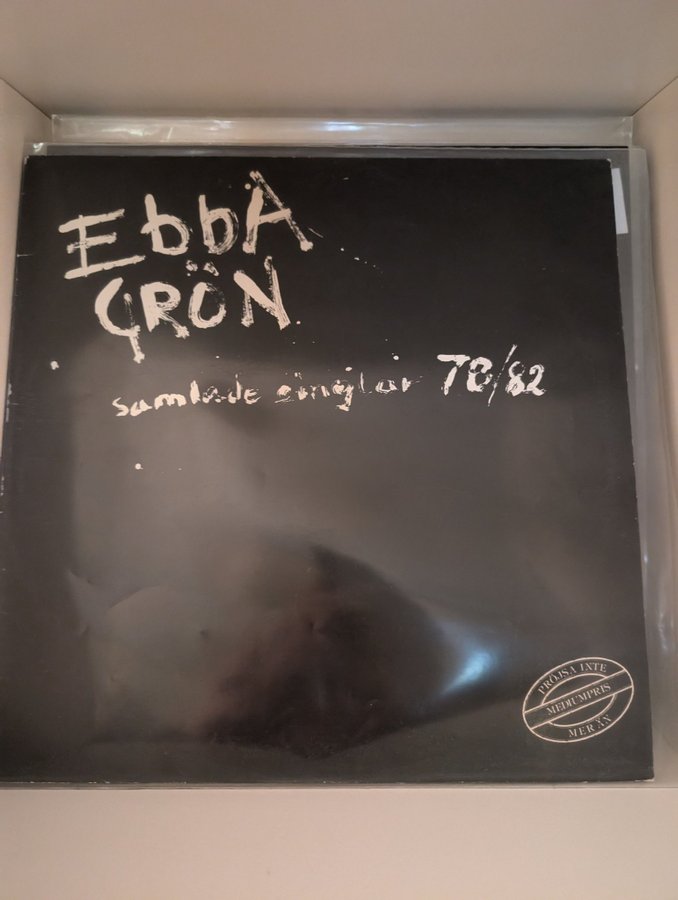 EbbA
GRÖN
samlade singlar 78/82
PRÖJSA INTE
MEDIUMPRIS
MER ÄN